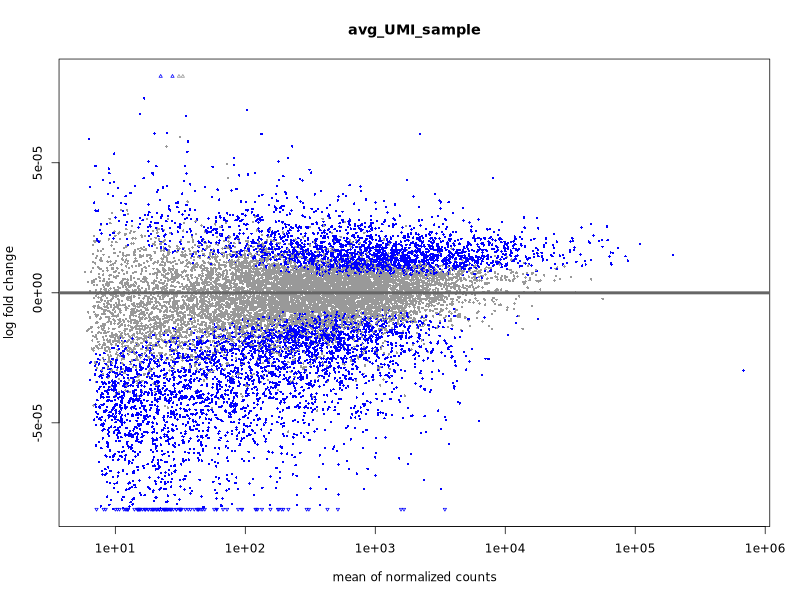 avg_UMI_sample
log fold change
5e-05
0e+00
-5e-05
1e+01 1e+02 1e+03 1e+04 1e+05 1e+06
mean of normalized counts